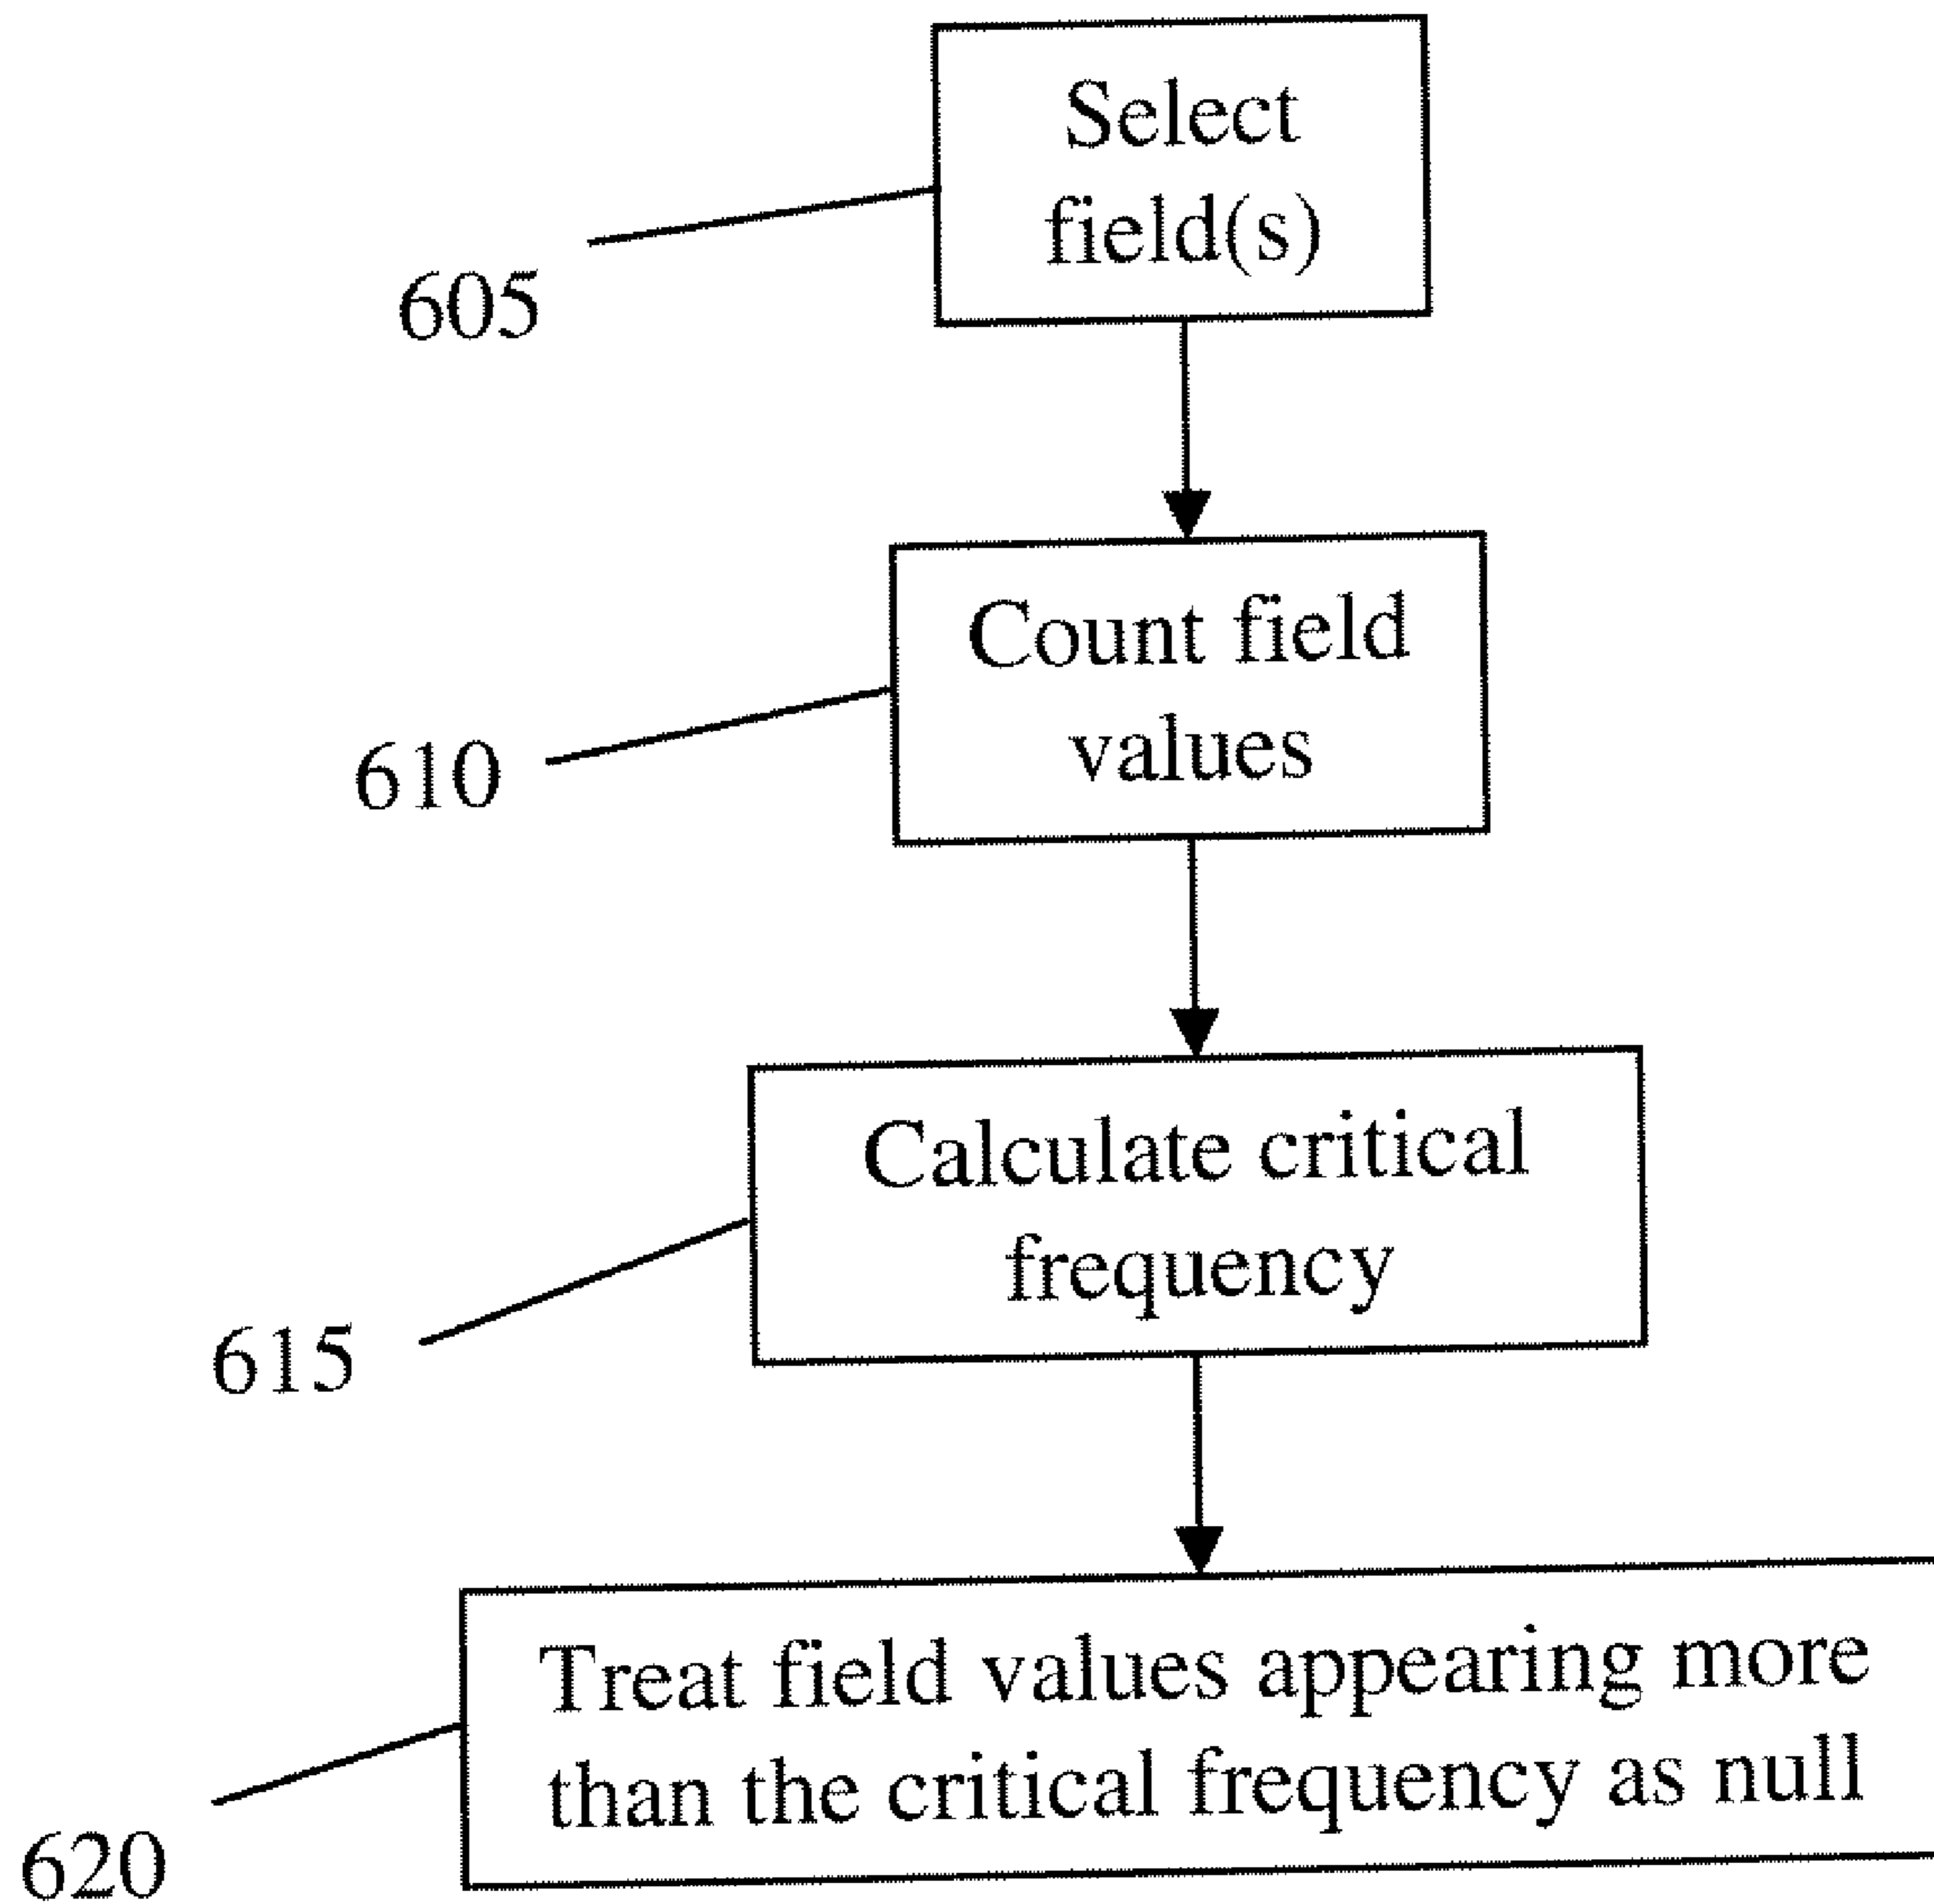 Select
field(s)
605
Count field
values
610
Calculate critical
frequency
615
Treat field values appearing more
than the critical frequency as null
620